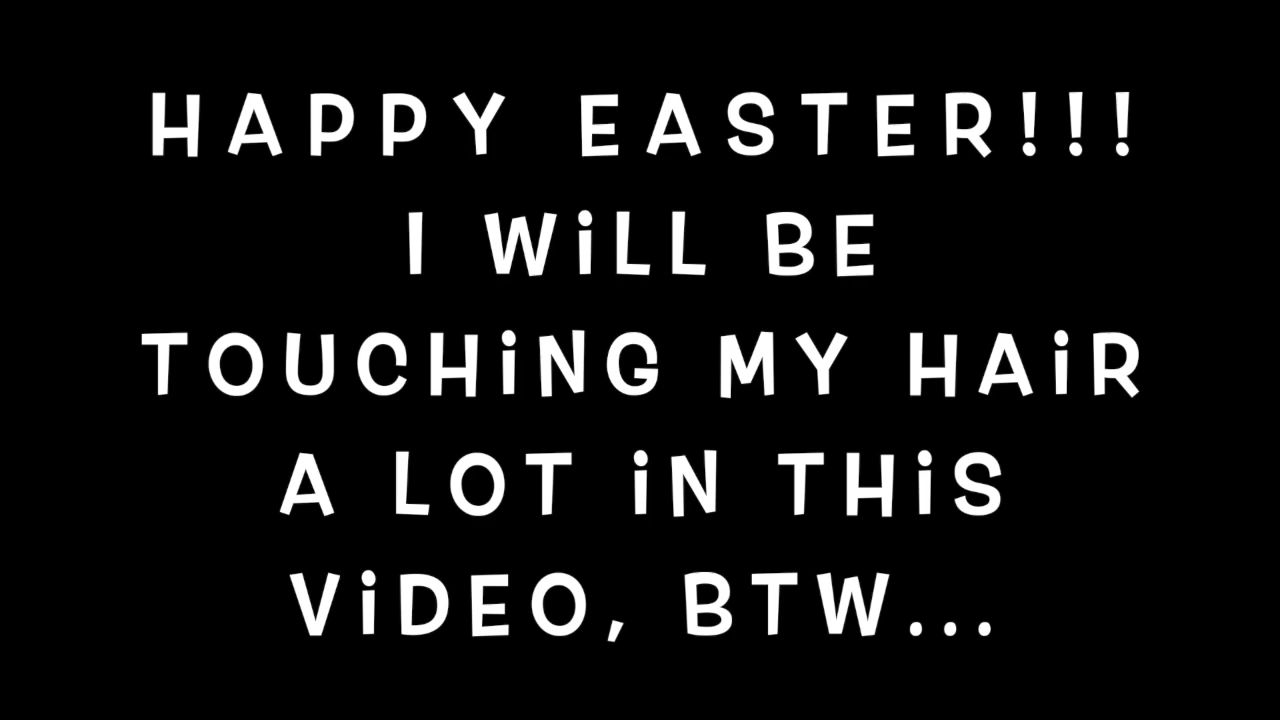 HAPPY EASTER!!!
I WiLL BE
TOUCHiNG MY HAiR
A LOT iN THiS
ViDEO, BTW...